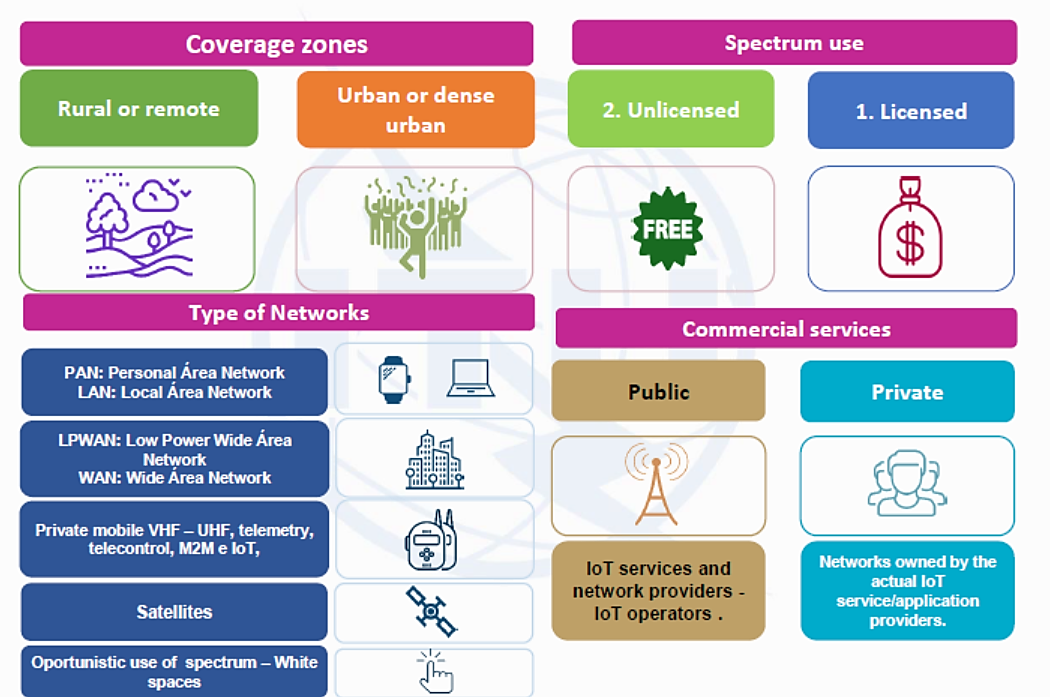 Coverage zones
Rural or remote
Urban or dense
urban
Spectrum use
2. Unlicensed
1. Licensed
FREE
$
Type of Networks
PAN: Personal Área Network
LAN: Local Área Network
LPWAN: Low Power Wide Área
Network
WAN: Wide Área Network
Private mobile VHF – UHF, telemetry,
telecontrol, M2M e IoT,
Satellites
Oportunistic use of spectrum – White
spaces
Commercial services
Public
Private
IoT services and
network providers -
IoT operators .
Networks owned by the
actual IoT
service/application
providers.
ITU